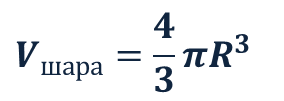 V шара = 4/3 πR³